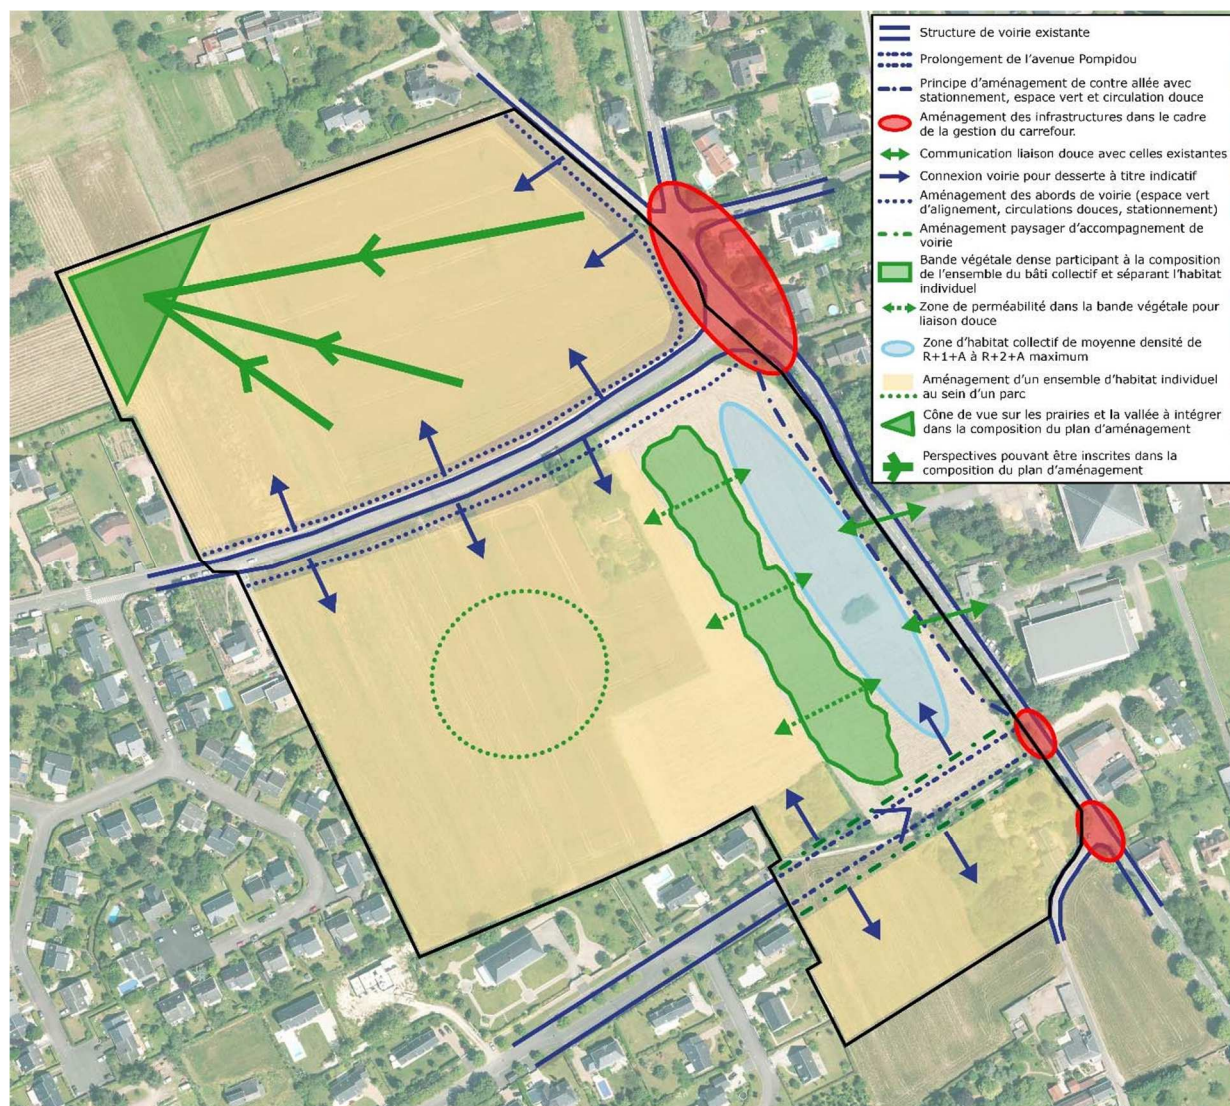 Structure de voirie existante
Prolongement de l'avenue Pompidou
Principe d'aménagement de contre allée avec
stationnement, espace vert et circulation douce
Aménagement des infrastructures dans le cadre
de la gestion du carrefour.
Communication liaison douce avec celles existantes
Connexion voirie pour desserte à titre indicatif
Aménagement des abords de voirie (espace vert
d'alignement, circulations douces, stationnement)
Aménagement paysager d'accompagnement de
voirie
Bande végétale dense participant à la composition
de l'ensemble du bâti collectif et séparant l'habitat
individuel
Zone de perméabilité dans la bande végétale pour
liaison douce
Zone d'habitat collectif de moyenne densité de
R+1+A à R+2+A maximum
Aménagement d'un ensemble d'habitat individuel
au sein d'un parc
Cône de vue sur les prairies et la vallée à intégrer
dans la composition du plan d'aménagement
Perspectives pouvant être inscrites dans la
composition du plan d'aménagement